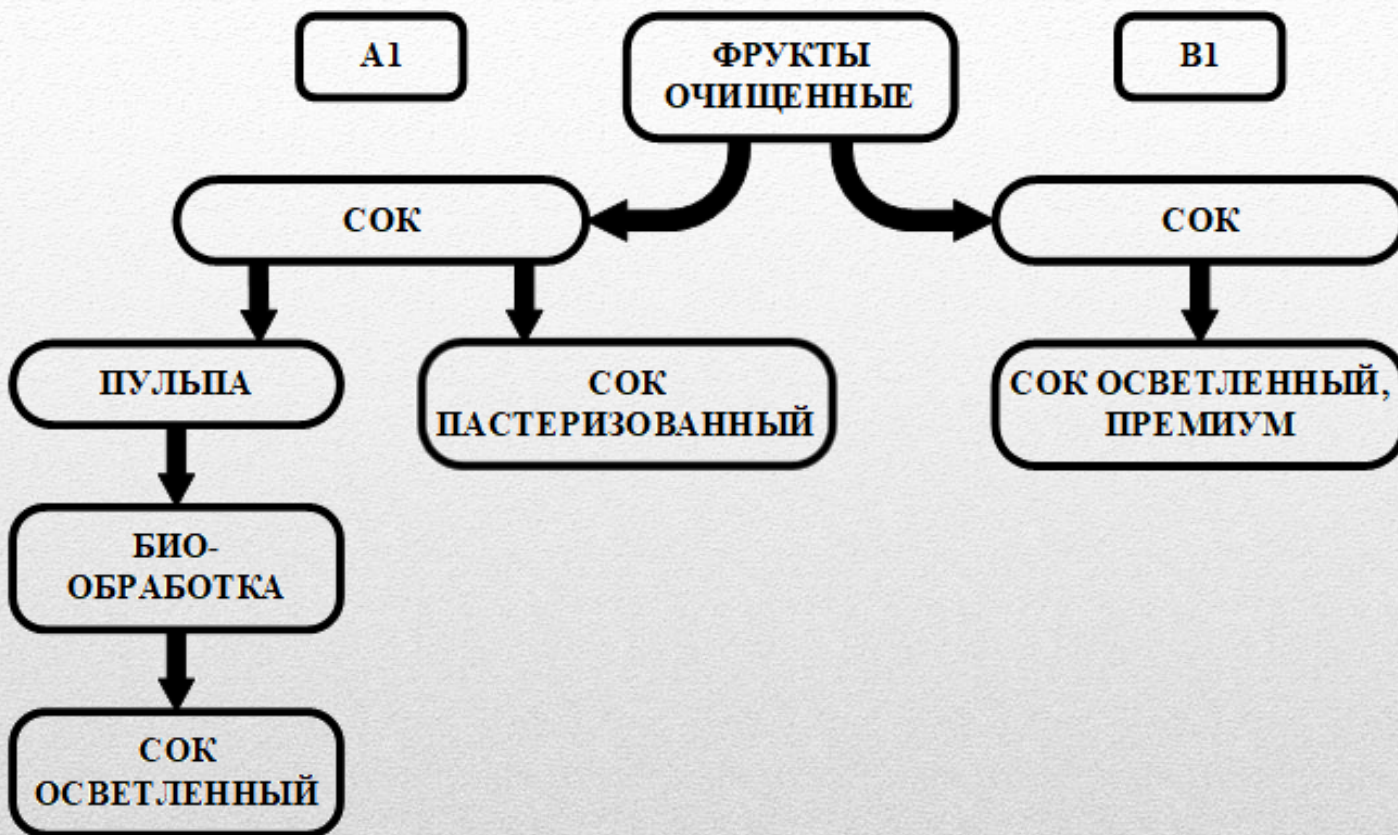 А1
ФРУКТЫ
ОЧИЩЕННЫЕ
В1
СОК
СОК
ПУЛЬПА
СОК
ПАСТЕРИЗОВАННЫЙ
СОК ОСВЕТЛЕННЫЙ,
ПРЕМИУМ
БИО-
ОБРАБОТКА
СОК
ОСВЕТЛЕННЫЙ